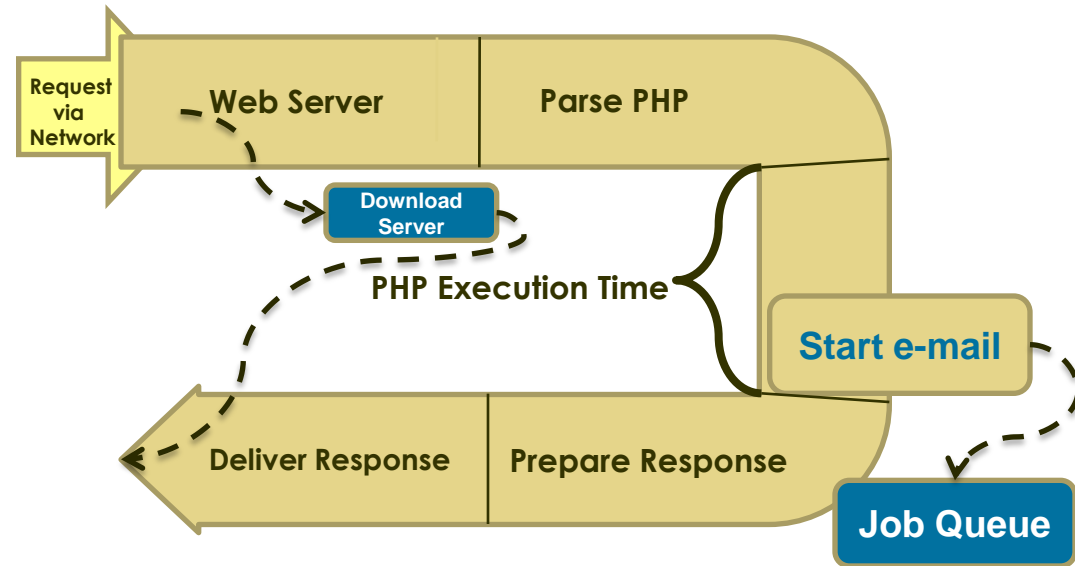 Request
via
Network
Web Server
Parse PHP
Download
Server
PHP Execution Time
Start e-mail
Deliver Response
Prepare Response
Job Queue